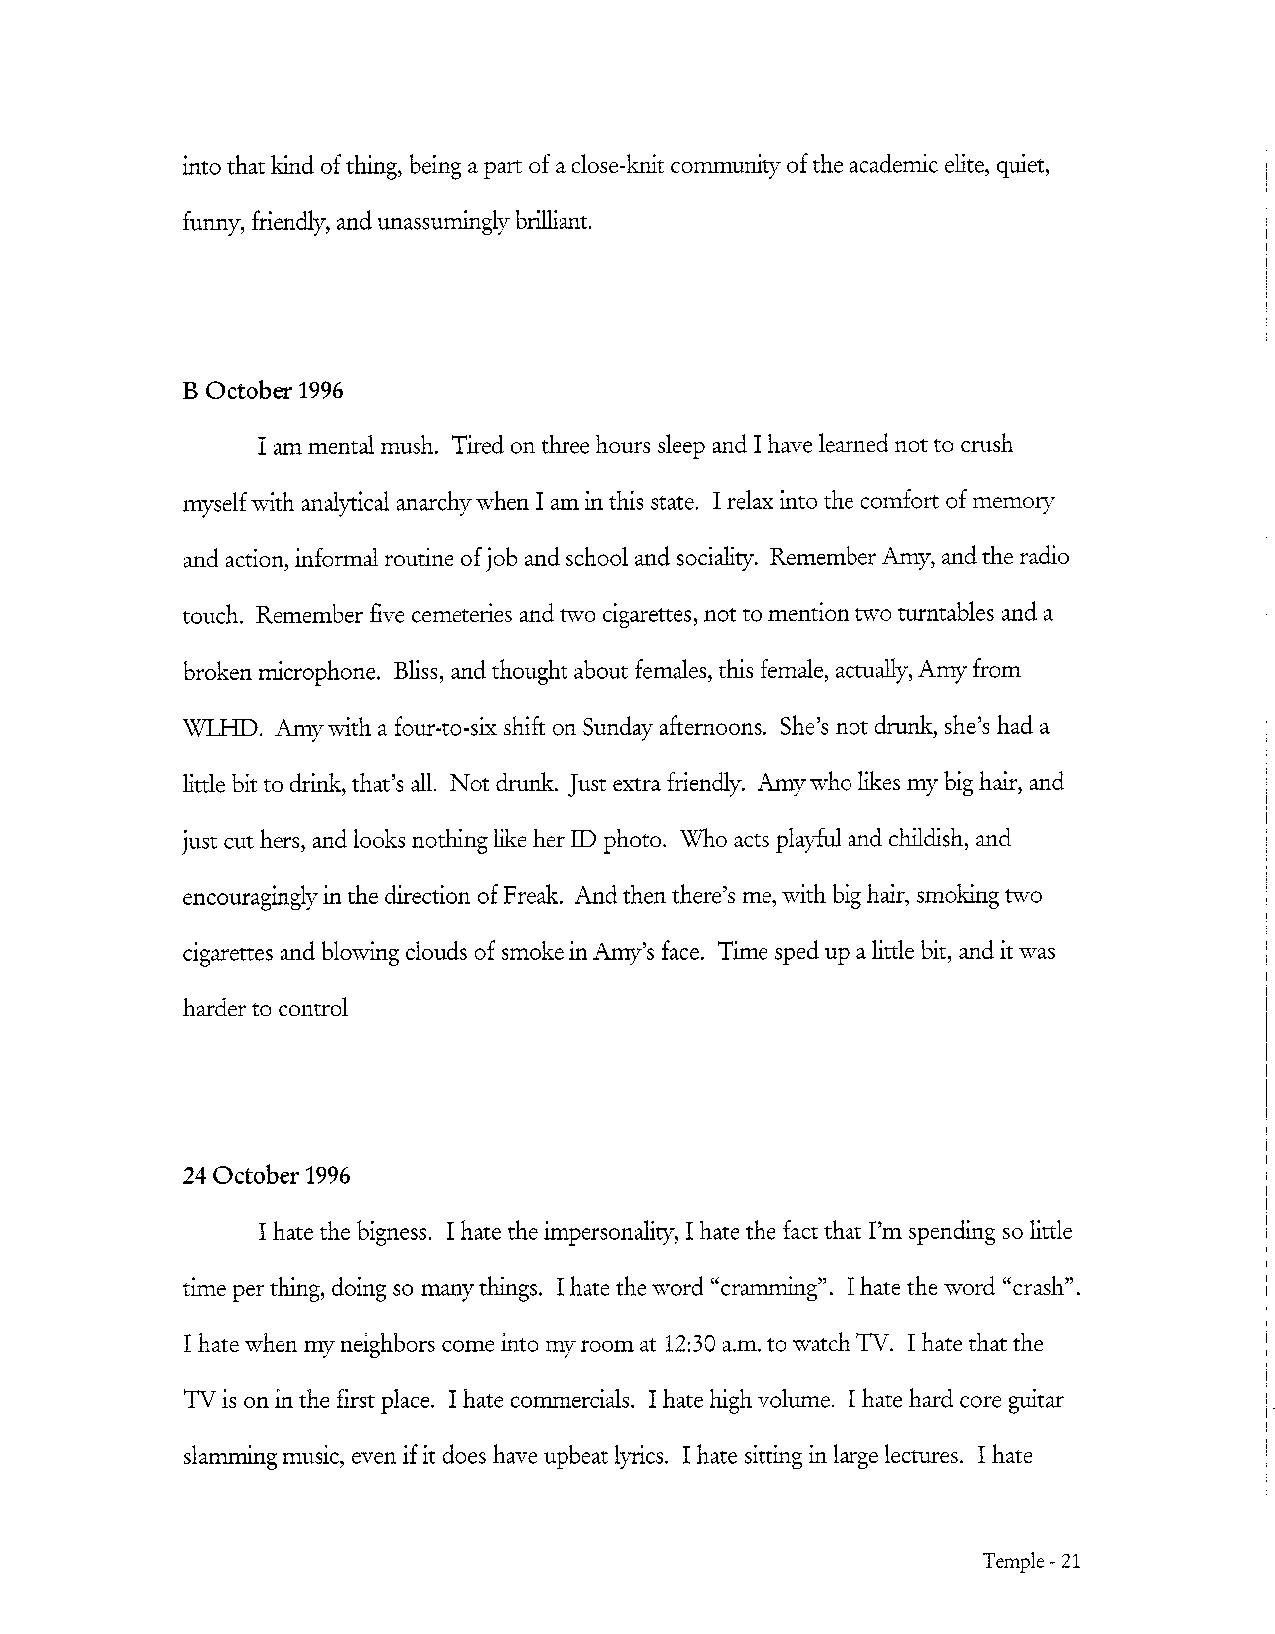 into that kind of thing, being a part of a close-knit community of the academic elite, quiet,
funny, friendly, and unassumingly brilliant.
B October 1996
I am mental mush. Tired on three hours sleep and I have learned not to crush
myself with analytical anarchy when I am in this state. I relax into the comfort of memory
and action, informal routine of job and school and sociality. Remember Amy, and the radio
touch. Remember five cemeteries and two cigarettes, not to mention two turntables and a
broken microphone. Bliss, and thought about females, this female, actually, Amy from
WLHD. Amy with a four-to-six shift on Sunday afternoons. She's not drunk, she's had a
little bit to drink, that's all. Not drunk. Just extra friendly. Amy who likes my big hair, and
just cut hers, and looks nothing like her ID photo. Who acts playful and childish, and
encouragingly in the direction of Freak. And then there's me, with big hair, smoking two
cigarettes and blowing clouds of smoke in Amy's face. Time sped up a little bit, and it was
harder to control
24 October 1996
I hate the bigness. I hate the impersonality, I hate the fact that I'm spending so little
time per thing, doing so many things. I hate the word “cramming”. I hate the word “crash”.
I hate when my neighbors come into my room at 12:30 a.m. to watch TV. I hate that the
TV is on in the first place. I hate commercials. I hate high volume. I hate hard core guitar
slamming music, even if it does have upbeat lyrics. I hate sitting in large lectures. I hate
Temple - 21